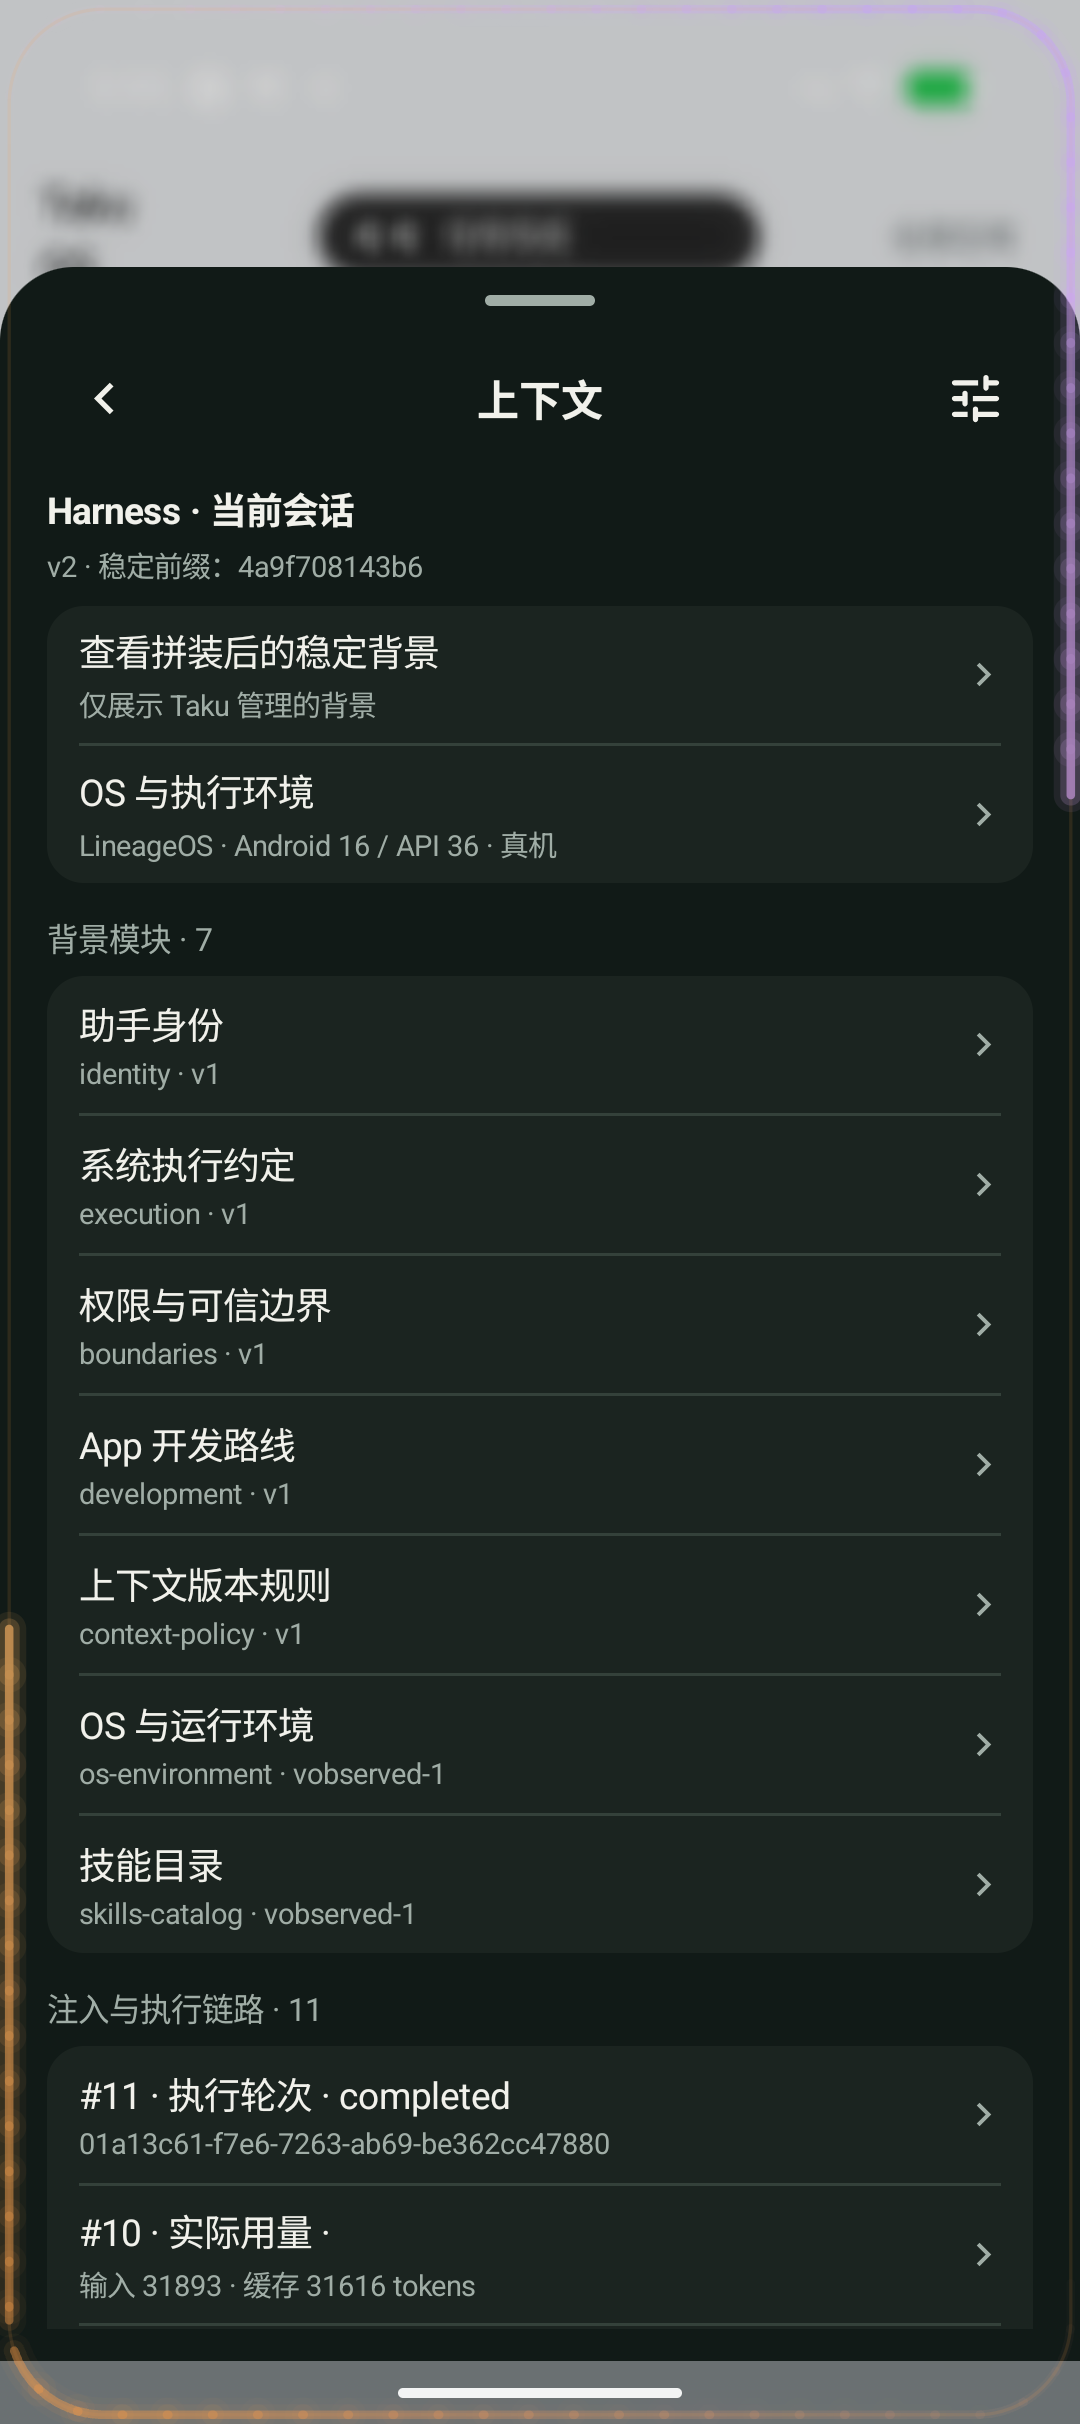 上下文
Harness · 当前会话
v2 · 稳定前缀：4a9f708143b6
查看拼装后的稳定背景
仅展示 Taku 管理的背景
OS 与执行环境
LineageOS · Android 16 / API 36 · 真机
背景模块 · 7
助手身份
identity · v1
系统执行约定
execution · v1
权限与可信边界
boundaries · v1
App 开发路线
development · v1
上下文版本规则
context-policy · v1
OS 与运行环境
os-environment · vobserved-1
技能目录
skills-catalog · vobserved-1
注入与执行链路 · 11
#11 · 执行轮次 · completed
01a13c61-f7e6-7263-ab69-be362cc47880
#10 · 实际用量 ·
输入 31893 · 缓存 31616 tokens